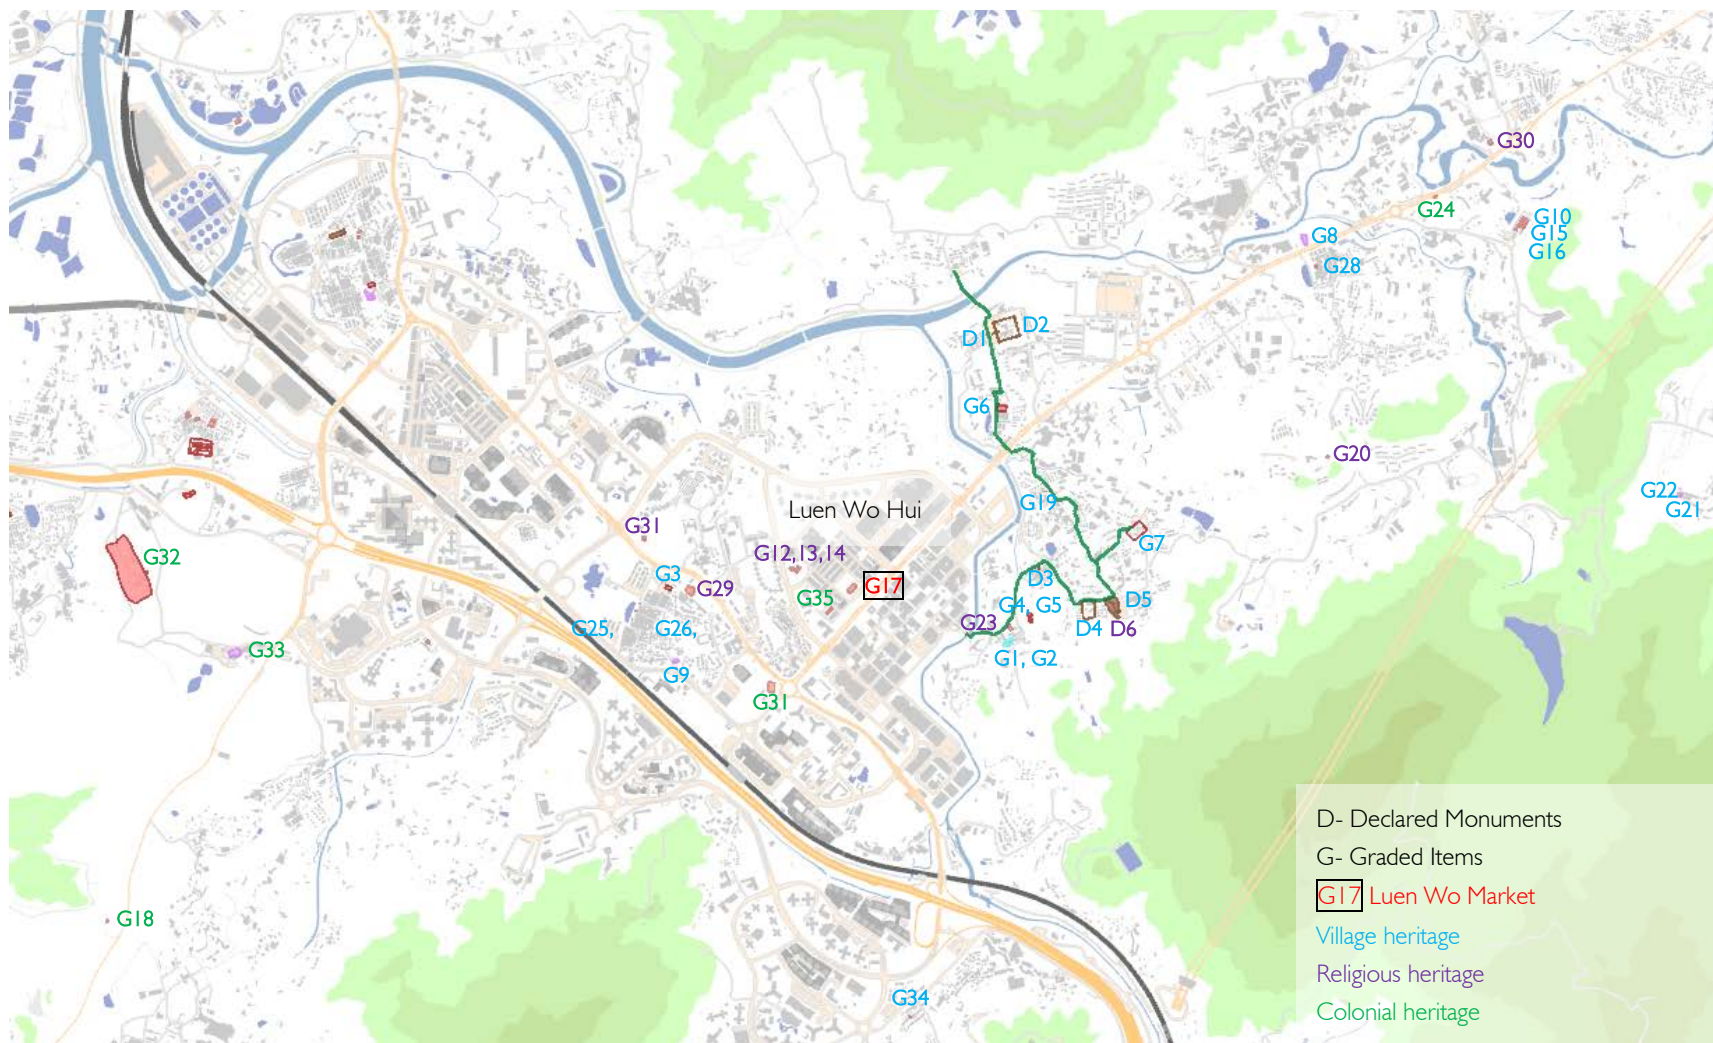 G30
G24
G10
G15
G16
G8
G28
D2
D1
G6
G20
G22
G21
G19
Luen Wo Hui
G31
G7
G12,13,14
G32
G3
G29
G35
G17
D3
G4, G5
D5
G23
D4
D6
G25,
G26,
G33
G1, G2
G9
G31
G18
G34
D- Declared Monuments
G- Graded Items
G17 Luen Wo Market
Village heritage
Religious heritage
Colonial heritage